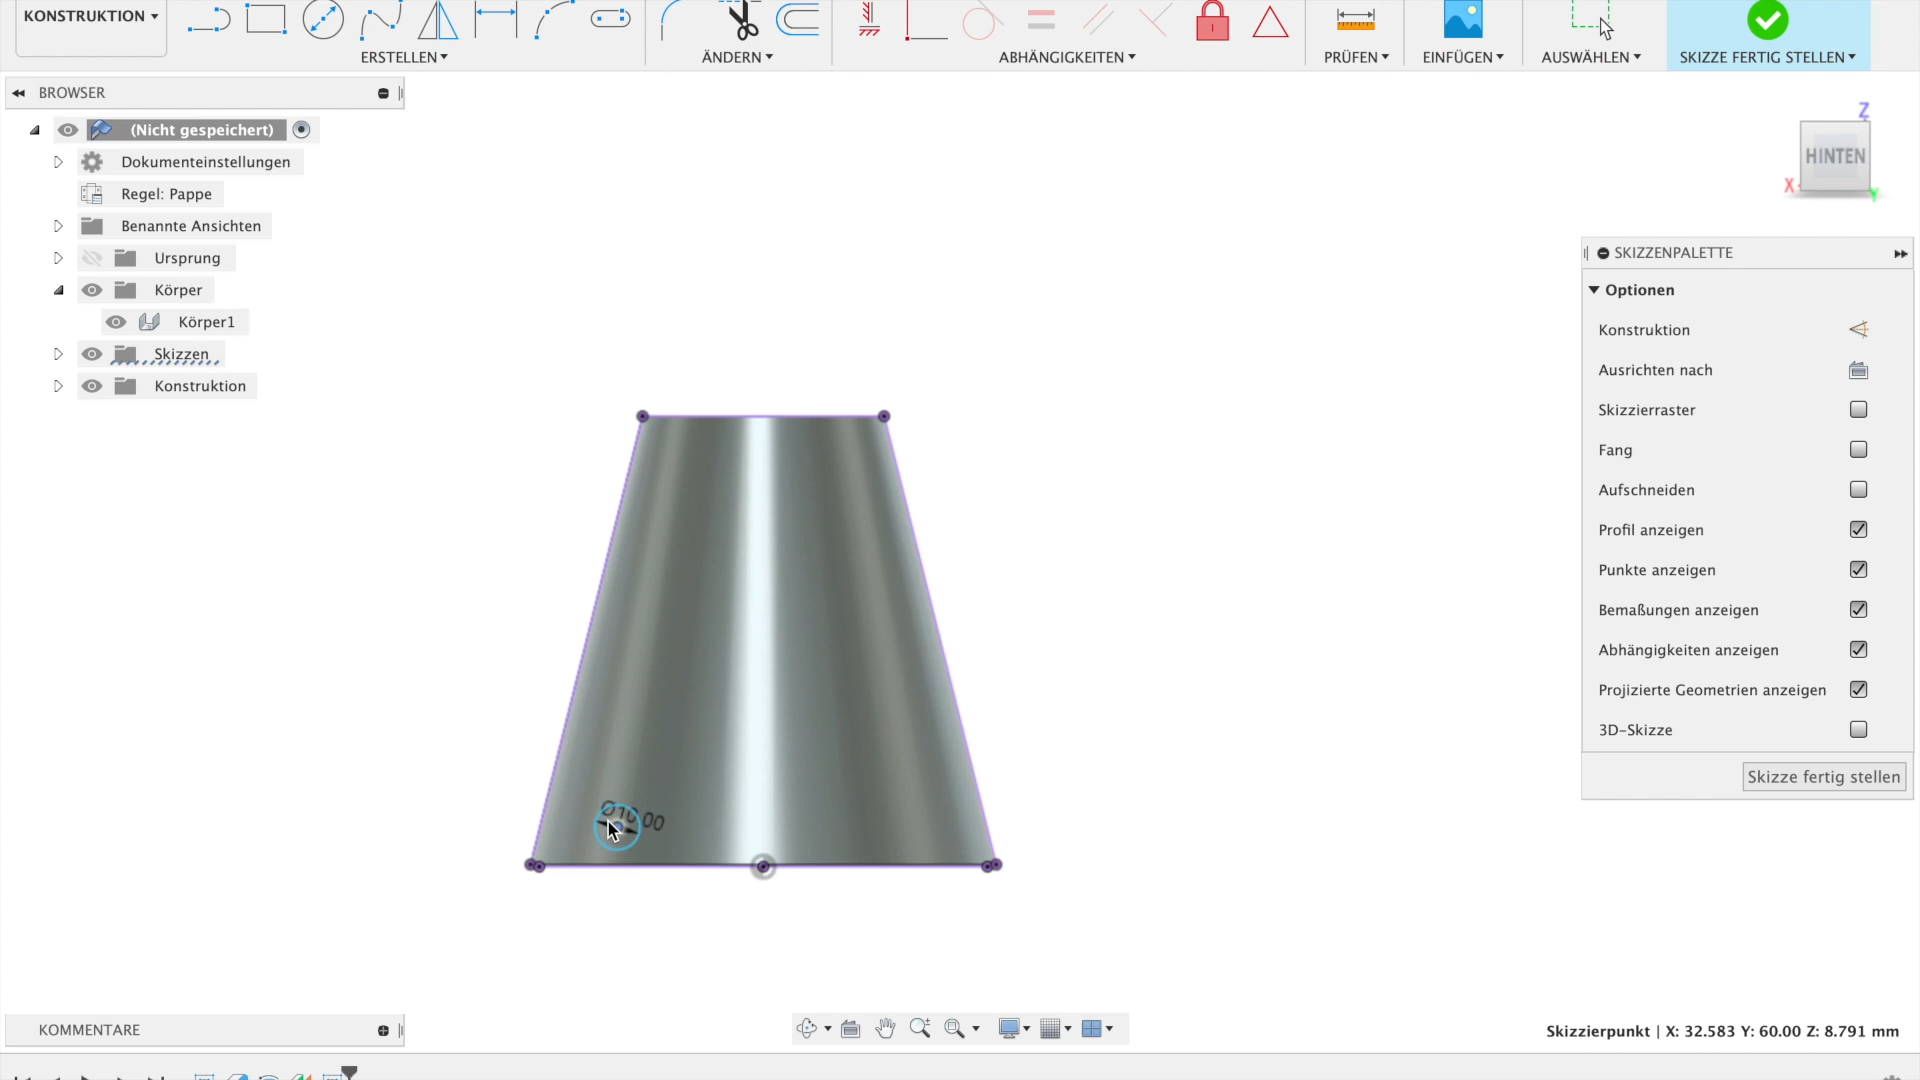 KONSTRUKTION
ERSTELLEN
ÄNDERN
ABHÄNGIGKEITEN
PRÜFEN
EINFÜGEN
AUSWÄHLEN
SKIZZE FERTIG STELLEN
BROWSER
(Nicht gespeichert)
Dokumenteinstellungen
Regel: Pappe
Benannte Ansichten
Ursprung
Körper
Körper1
Skizzen
Konstruktion
Z
HINTEN
X
Y
SKIZZENPALETTE
Optionen
Konstruktion
Ausrichten nach
Skizzierraster
Fang
Aufschneiden
Profil anzeigen
Punkte anzeigen
Bemaßungen anzeigen
Abhängigkeiten anzeigen
Projizierte Geometrien anzeigen
3D-Skizze
Skizze fertig stellen
Ø10.00
KOMMENTARE
Skizzierpunkt | X: 32.583 Y: 60.00 Z: 8.791 mm